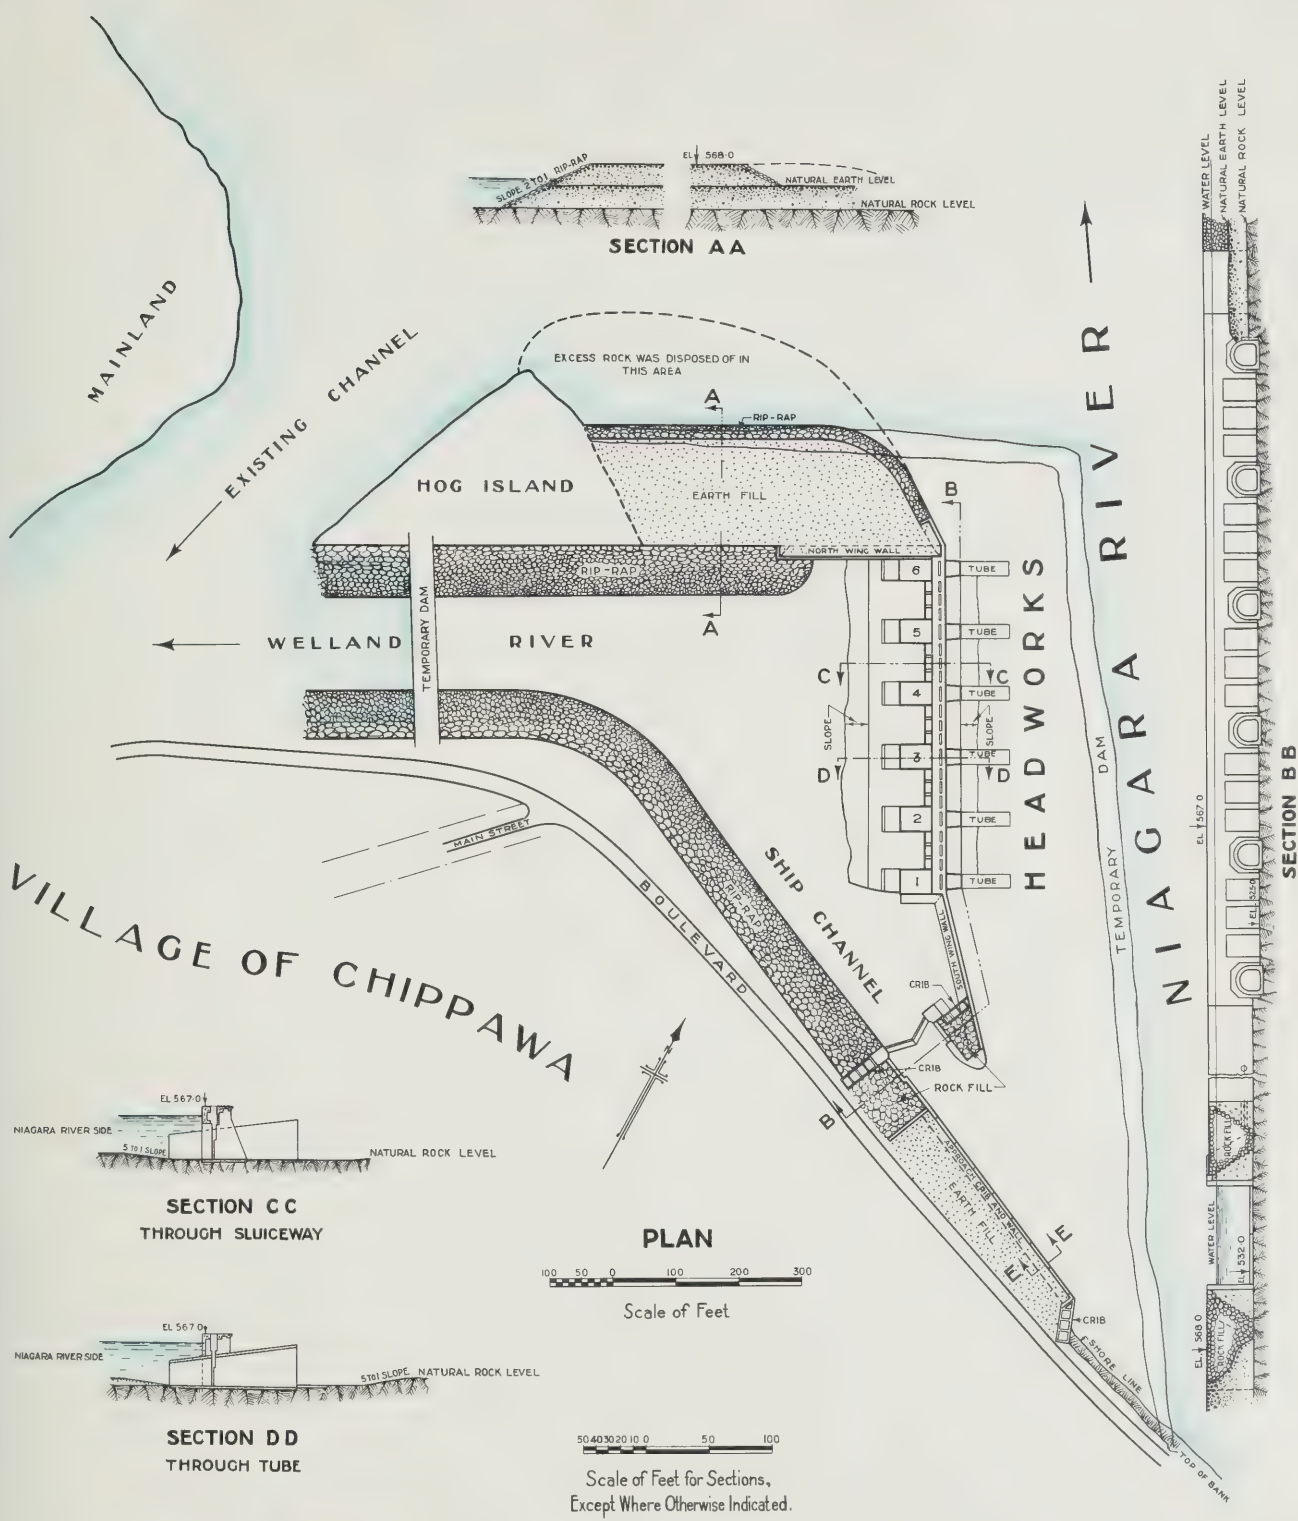 EL 568·0
SLOPE 2 TO 1 RIP-RAP
NATURAL EARTH LEVEL
NATURAL ROCK LEVEL
SECTION AA
WATER LEVEL
NATURAL EARTH LEVEL
NATURAL ROCK LEVEL
MAINLAND
EXISTING CHANNEL
EXCESS ROCK WAS DISPOSED OF IN
THIS AREA
A
RIP-RAP
HOG ISLAND
EARTH FILL
B
NORTH WING WALL
RIP-RAP
A
TEMPORARY DAM
WELLAND RIVER
6 TUBE
5 TUBE
C C
4 TUBE
SLOPE
SLOPE
3 TUBE
D D
2 TUBE
1 TUBE
HEADWORKS
TEMPORARY DAM
NIAGARA RIVER
EL 567·0
EL 525·0
SECTION BB
MAIN STREET
VILLAGE OF CHIPPAWA
BOULEVARD
RIP-RAP
SHIP CHANNEL
SOUTH WING WALL
CRIB
CRIB
ROCK FILL
B
N
APPROACH CRIB AND WALL
EARTH FILL
E
E
CRIB
SHORE LINE
TOP OF BANK
ROCK FILL
WATER LEVEL
EL 532·0
EL 568·0
ROCK FILL
EL 567·0
NIAGARA RIVER SIDE
5 TO 1 SLOPE
NATURAL ROCK LEVEL
SECTION CC
THROUGH SLUICEWAY
PLAN
100 50 0 100 200 300
Scale of Feet
EL 567·0
NIAGARA RIVER SIDE
5 TO 1 SLOPE
NATURAL ROCK LEVEL
SECTION DD
THROUGH TUBE
50 40 30 20 10 0 50 100
Scale of Feet for Sections,
Except Where Otherwise Indicated.